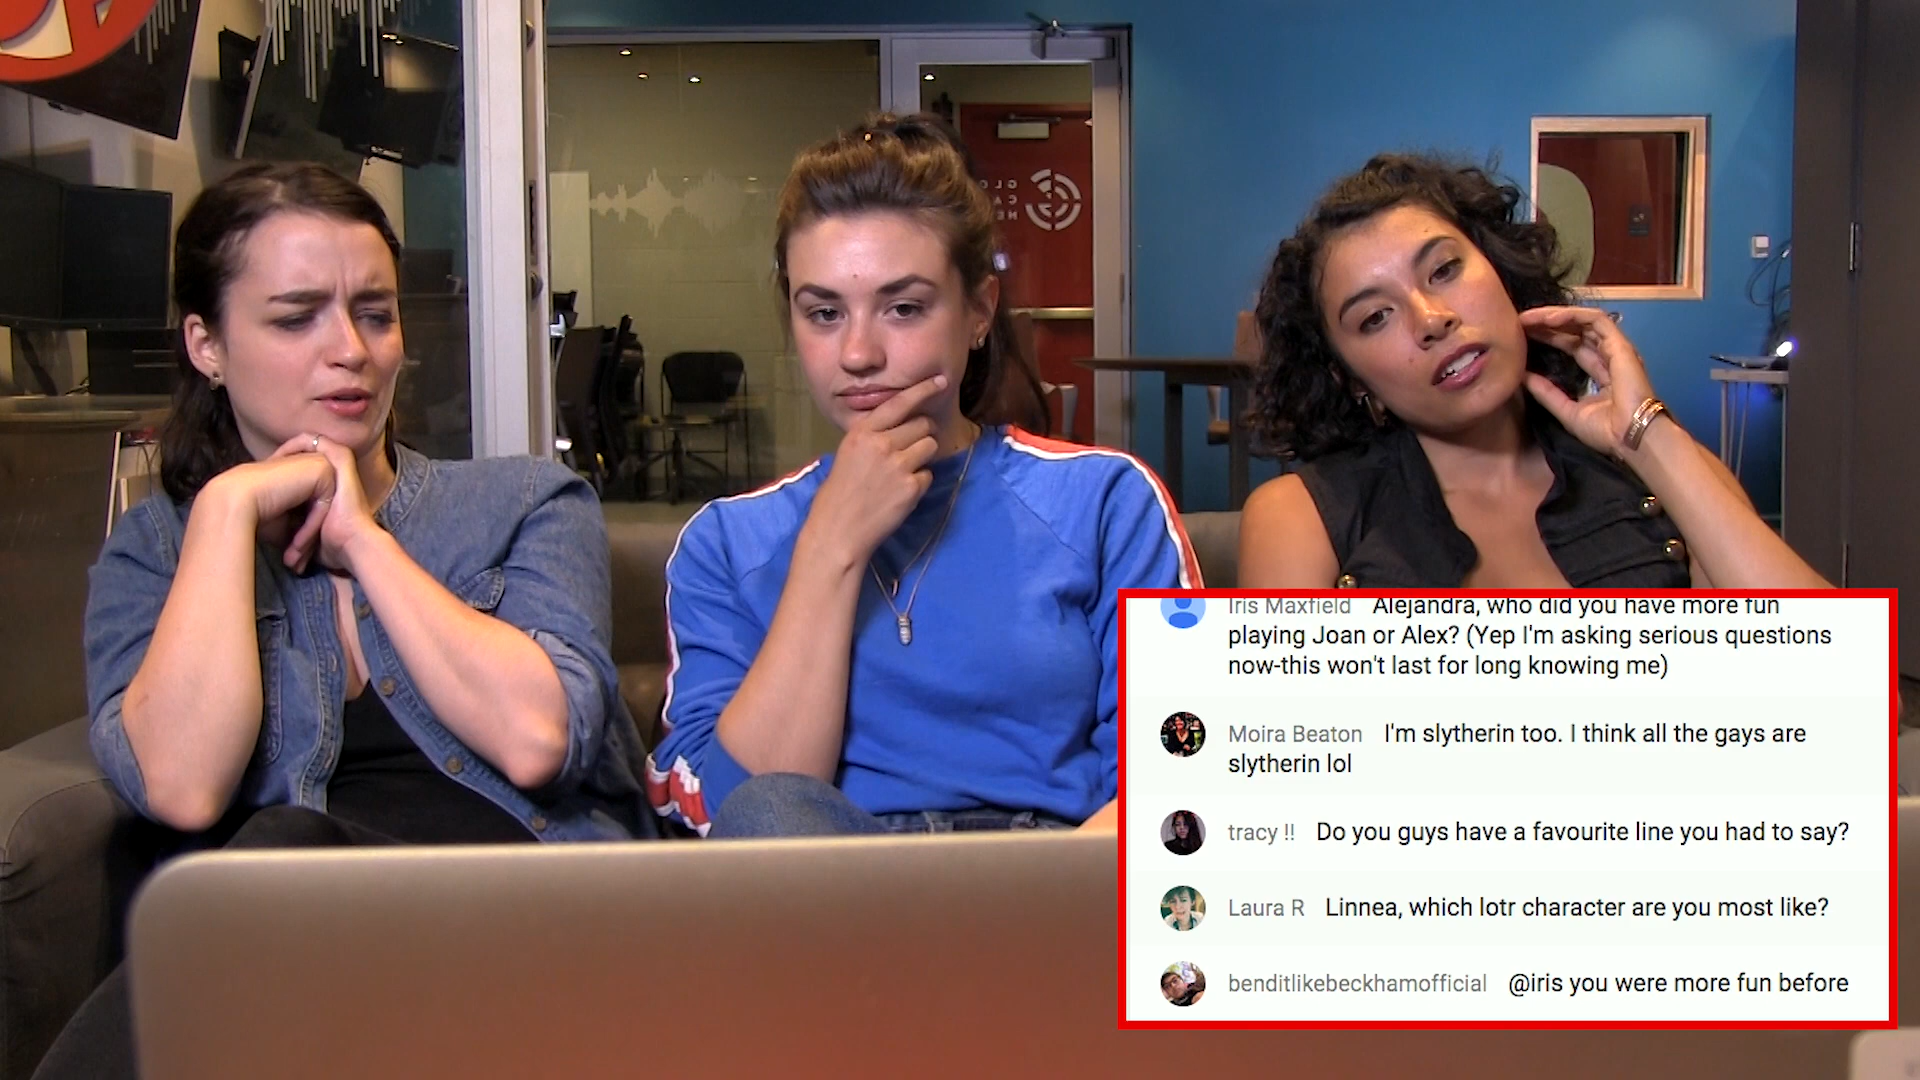 Iris Maxfield Alejandra, who did you have more fun
playing Joan or Alex? (Yep I'm asking serious questions
now-this won't last for long knowing me)
Moira Beaton I'm slytherin too. I think all the gays are
slytherin lol
tracy !! Do you guys have a favourite line you had to say?
Laura R Linnea, which lotr character are you most like?
benditlikebeckhamofficial @iris you were more fun before